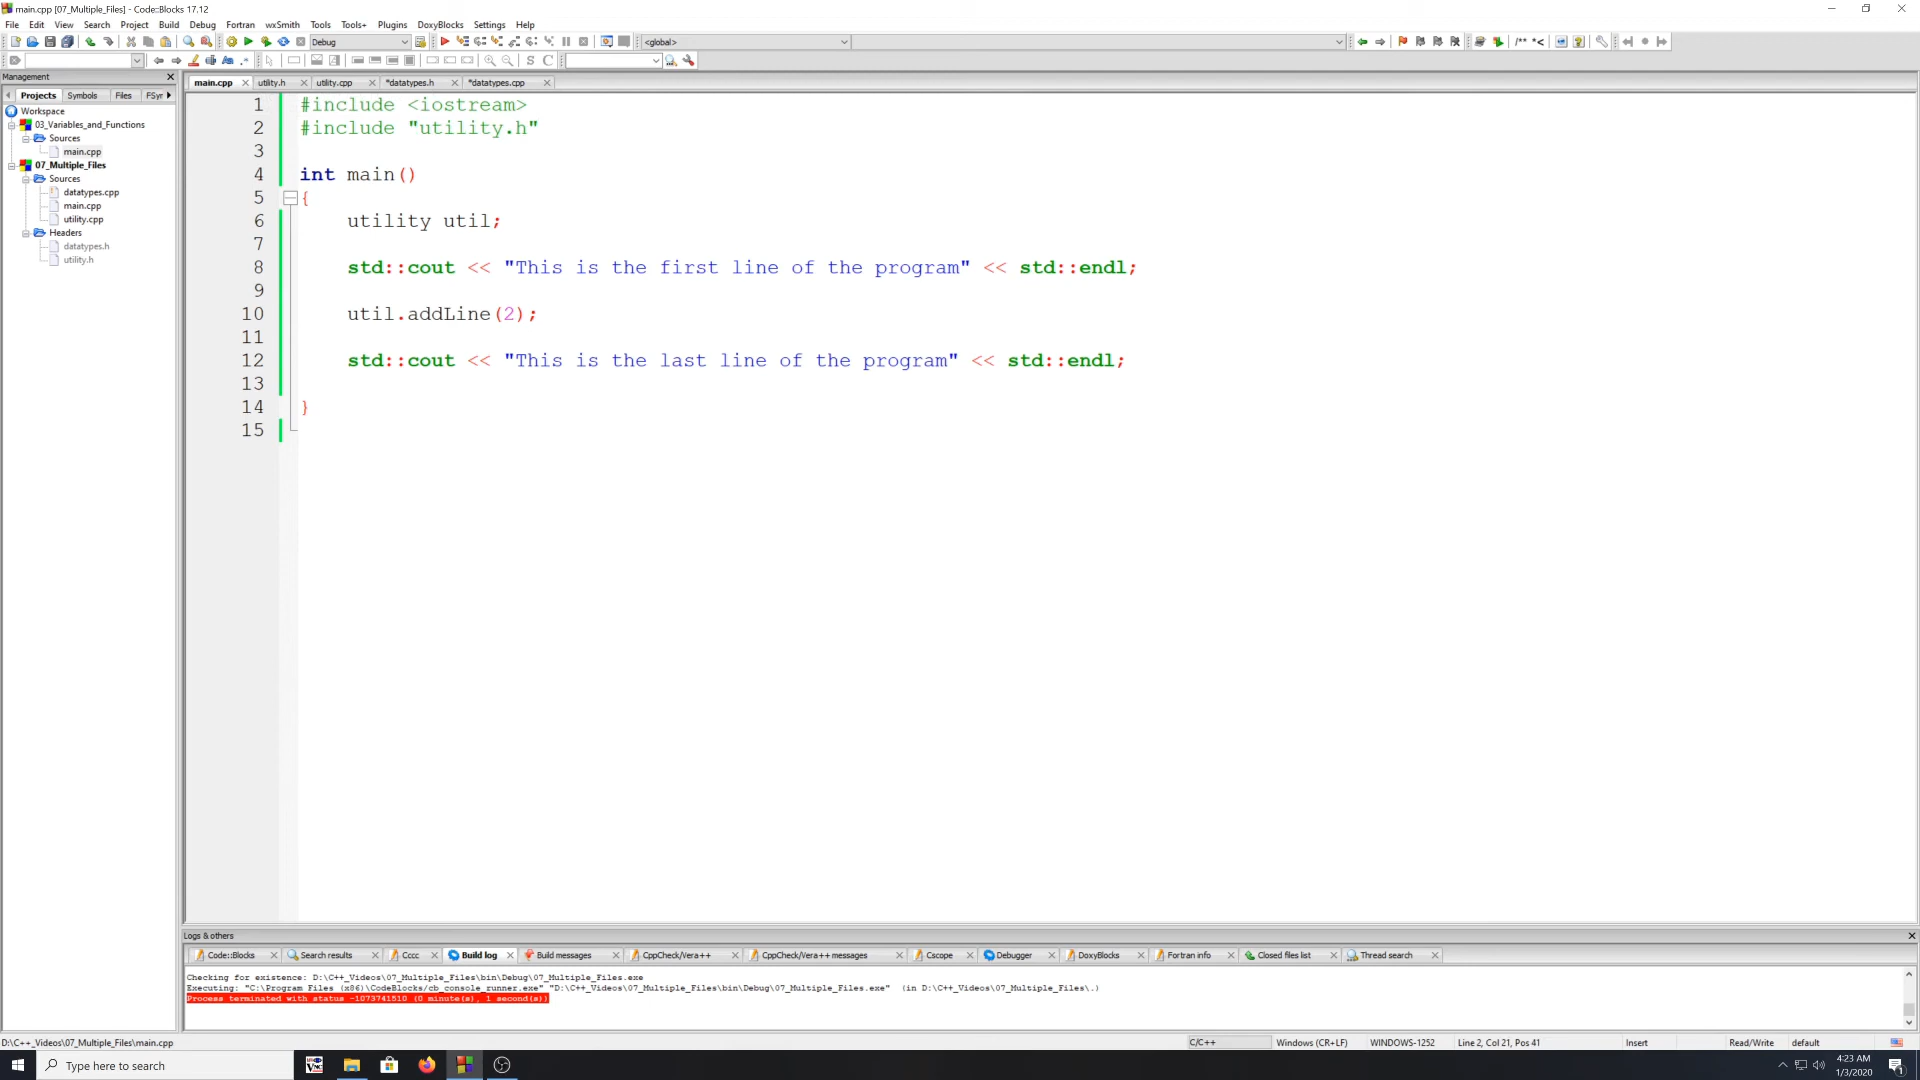 main.cpp [07_Multiple_Files] - Code::Blocks 17.12
File Edit View Search Project Build Debug Fortran wxSmith Tools Tools+ Plugins DoxyBlocks Settings Help
Debug <global> /** *<
S C
Management
main.cpp utility.h utility.cpp *datatypes.h *datatypes.cpp
Projects Symbols Files FSyr
Workspace
03_Variables_and_Functions
Sources
main.cpp
07_Multiple_Files
Sources
datatypes.cpp
main.cpp
utility.cpp
Headers
datatypes.h
utility.h
1 #include <iostream>
2 #include "utility.h"
3
4 int main()
5 {
6 utility util;
7
8 std::cout << "This is the first line of the program" << std::endl;
9
10 util.addLine(2);
11
12 std::cout << "This is the last line of the program" << std::endl;
13
14 }
15
Logs & others
Code::Blocks Search results Cccc Build log Build messages CppCheck/Vera++ CppCheck/Vera++ messages Cscope Debugger DoxyBlocks Fortran info Closed files list Thread search
Checking for existence: D:\C++_Videos\07_Multiple_Files\bin\Debug\07_Multiple_Files.exe
Executing: "C:\Program Files (x86)\CodeBlocks/cb_console_runner.exe" "D:\C++_Videos\07_Multiple_Files\bin\Debug\07_Multiple_Files.exe" (in D:\C++_Videos\07_Multiple_Files\.)
Process terminated with status -1073741510 (0 minute(s), 1 second(s))
D:\C++_Videos\07_Multiple_Files\main.cpp C/C++ Windows (CR+LF) WINDOWS-1252 Line 2, Col 21, Pos 41 Insert Read/Write default
Type here to search
4:23 AM
1/3/2020